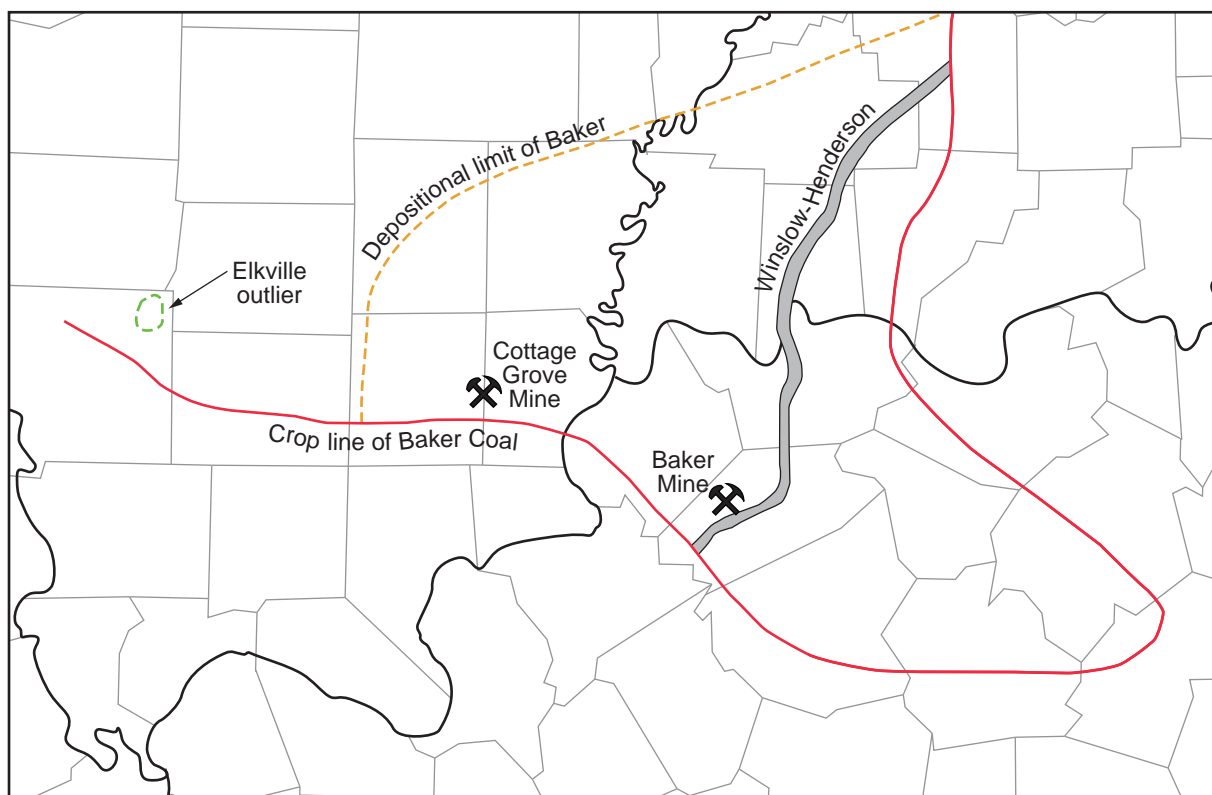 Depositional limit of Baker
Winslow-Henderson
Elkville
outlier
Cottage
Grove
Mine
Crop line of Baker Coal
Baker
Mine